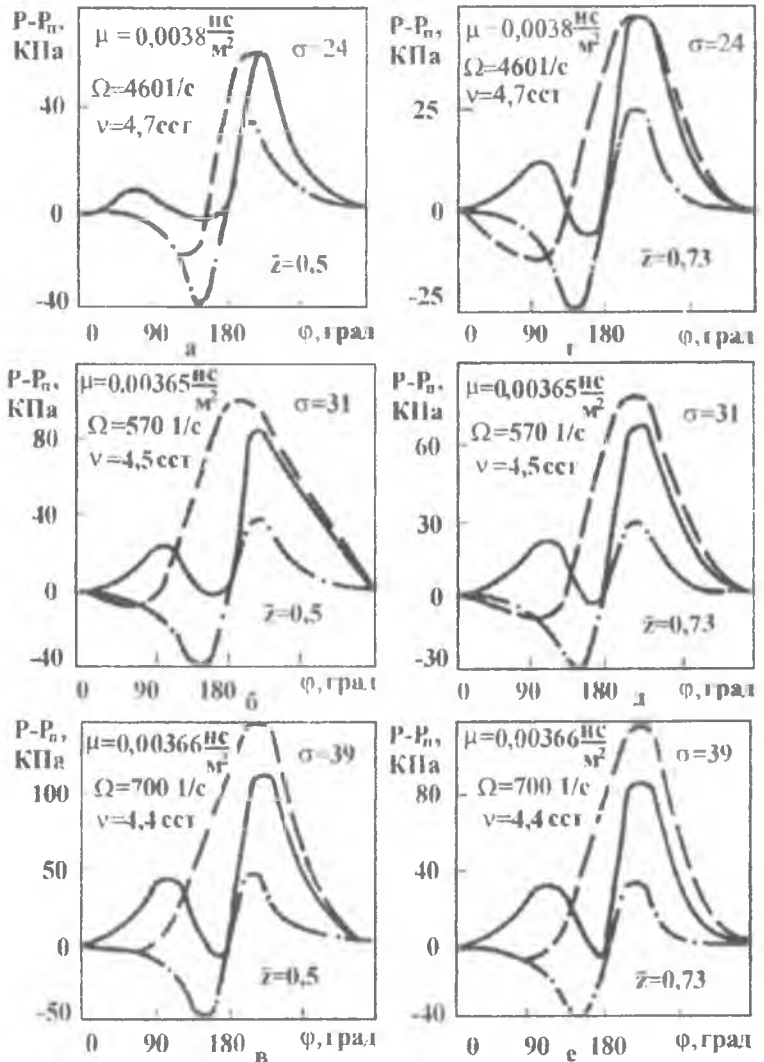 P-Pп,
КПа
μ=0,0038 нс/м²
σ=24
Ω=4601/с
ν=4,7сст
z̄=0,5
40
0
-40
0 90 180 φ,град
а
P-Pп,
КПа
μ=0,0038 нс/м²
σ=24
Ω=4601/с
ν=4,7сст
z̄=0,73
25
0
-25
0 90 180 φ,град
г
P-Pп,
КПа
μ=0,00365 нс/м²
σ=31
Ω=570 1/с
ν=4,5сст
z̄=0,5
80
40
0
-40
0 90 180 φ,град
б
P-Pп,
КПа
μ=0,00365 нс/м²
σ=31
Ω=570 1/с
ν=4,5сст
z̄=0,73
60
30
0
-30
0 90 180 φ,град
д
P-Pп,
КПа
μ=0,00366 нс/м²
σ=39
Ω=700 1/с
ν=4,4 сст
z̄=0,5
100
50
0
-50
0 90 180 φ,град
в
P-Pп,
КПа
μ=0,00366 нс/м²
σ=39
Ω=700 1/с
ν=4,4 сст
z̄=0,73
80
40
0
-40
0 90 180 φ,град
е